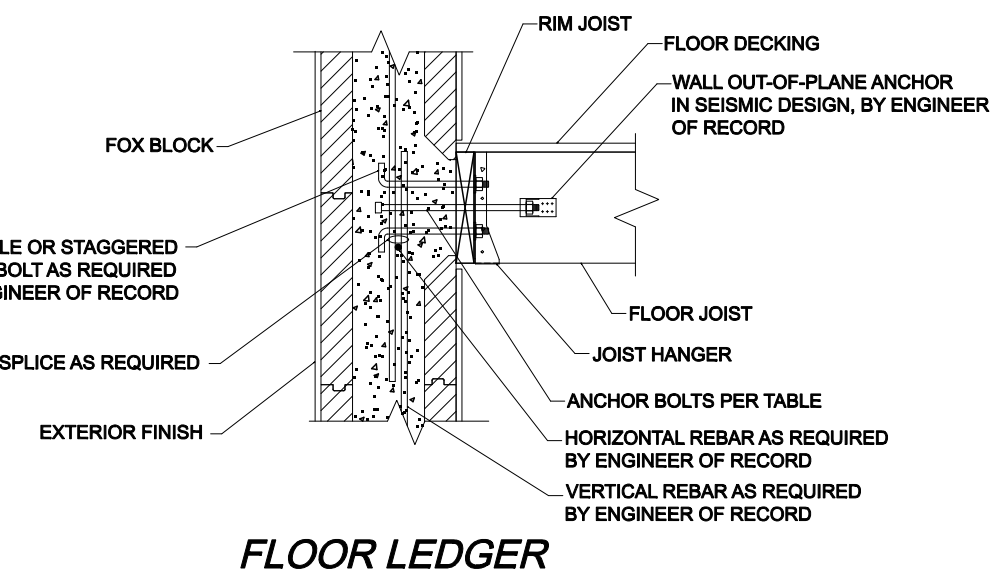 RIM JOIST
FLOOR DECKING
WALL OUT-OF-PLANE ANCHOR
IN SEISMIC DESIGN, BY ENGINEER
OF RECORD
FOX BLOCK
OR STAGGERED
BOLT AS REQUIRED
OF RECORD
SPLICE AS REQUIRED
EXTERIOR FINISH
FLOOR JOIST
JOIST HANGER
ANCHOR BOLTS PER TABLE
HORIZONTAL REBAR AS REQUIRED
BY ENGINEER OF RECORD
VERTICAL REBAR AS REQUIRED
BY ENGINEER OF RECORD
FLOOR LEDGER